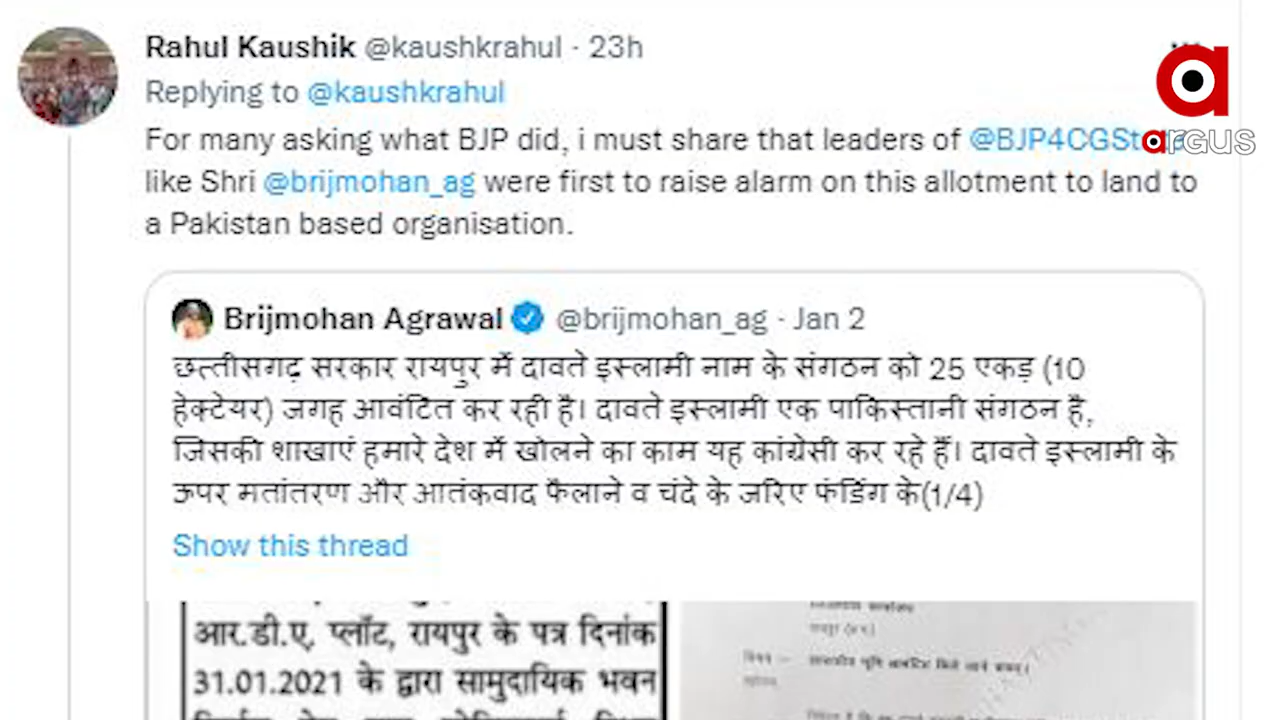 Rahul Kaushik @kaushkrahul · 23h
Replying to @kaushkrahul
For many asking what BJP did, i must share that leaders of @BJP4CGState
like Shri @brijmohan_ag were first to raise alarm on this allotment to land to
a Pakistan based organisation.
argus
Brijmohan Agrawal @brijmohan_ag · Jan 2
छत्तीसगढ़ सरकार रायपुर में दावते इस्लामी नाम के संगठन को 25 एकड़ (10
हेक्टेयर) जगह आवंटित कर रही है। दावते इस्लामी एक पाकिस्तानी संगठन है,
जिसकी शाखाएं हमारे देश में खोलने का काम यह कांग्रेसी कर रहे हैं। दावते इस्लामी के
ऊपर मतांतरण और आतंकवाद फैलाने व चंदे के जरिए फंडिंग के(1/4)
Show this thread
आर.डी.ए. प्लॉट, रायपुर के पत्र दिनांक
31.01.2021 के द्वारा सामुदायिक भवन